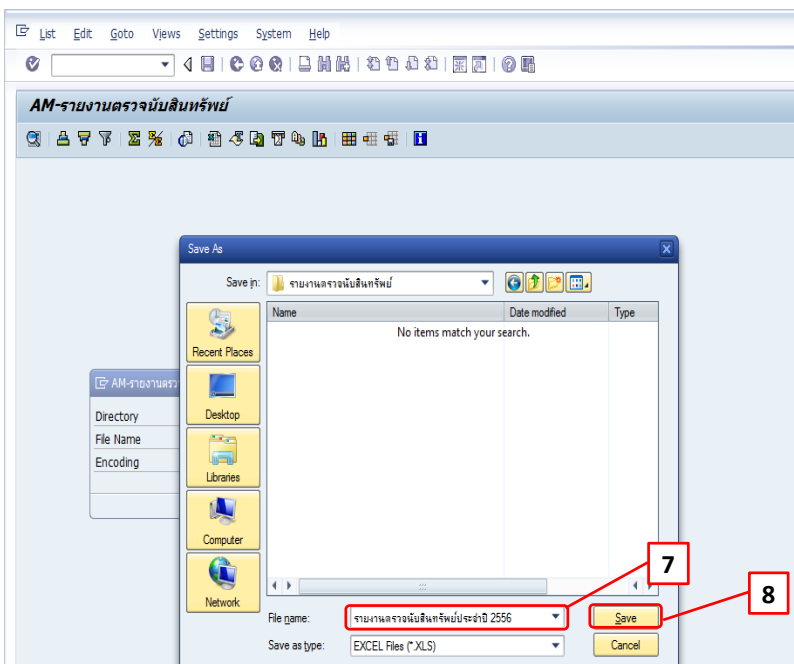 List Edit Goto Views Settings System Help
AM-รายงานตรวจนับสินทรัพย์
Save As
Save in: รายงานตรวจนับสินทรัพย์
Name Date modified Type
No items match your search.
Recent Places
AM-รายงานตรว
Directory
Desktop
File Name
Encoding
Libraries
Computer
7
Network
8
File name: รายงานตรวจนับสินทรัพย์ประจำปี 2556 Save
Save as type: EXCEL Files (*.XLS) Cancel